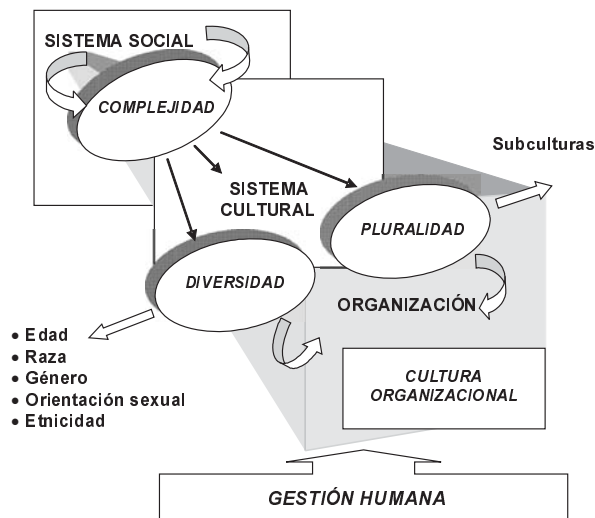 SISTEMA SOCIAL
COMPLEJIDAD
Subculturas
SISTEMA
CULTURAL
PLURALIDAD
DIVERSIDAD
ORGANIZACIÓN
• Edad
• Raza
• Género
• Orientación sexual
• Etnicidad
CULTURA
ORGANIZACIONAL
GESTIÓN HUMANA